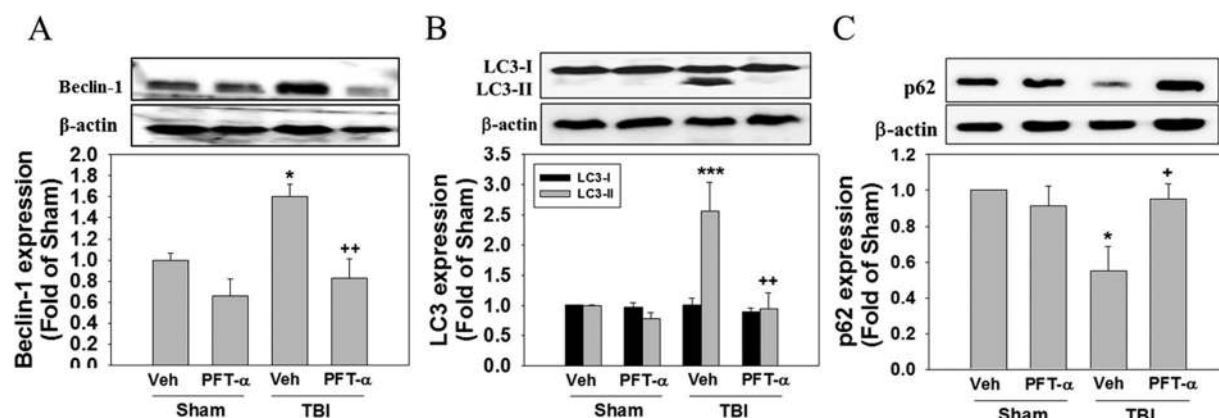 A
Beclin-1
β-actin
Beclin-1 expression
(Fold of Sham)
2.0
1.8
1.6
1.4
1.2
1.0
0.8
0.6
0.4
0.2
0.0
*
++
Veh PFT-α Veh PFT-α
Sham TBI
B
LC3-I
LC3-II
β-actin
LC3 expression
(Fold of Sham)
3.5
3.0
2.5
2.0
1.5
1.0
0.5
0.0
LC3-I
LC3-II
***
++
Veh PFT-α Veh PFT-α
Sham TBI
C
p62
β-actin
p62 expression
(Fold of Sham)
1.2
1.0
0.8
0.6
0.4
0.2
0.0
*
+
Veh PFT-α Veh PFT-α
Sham TBI